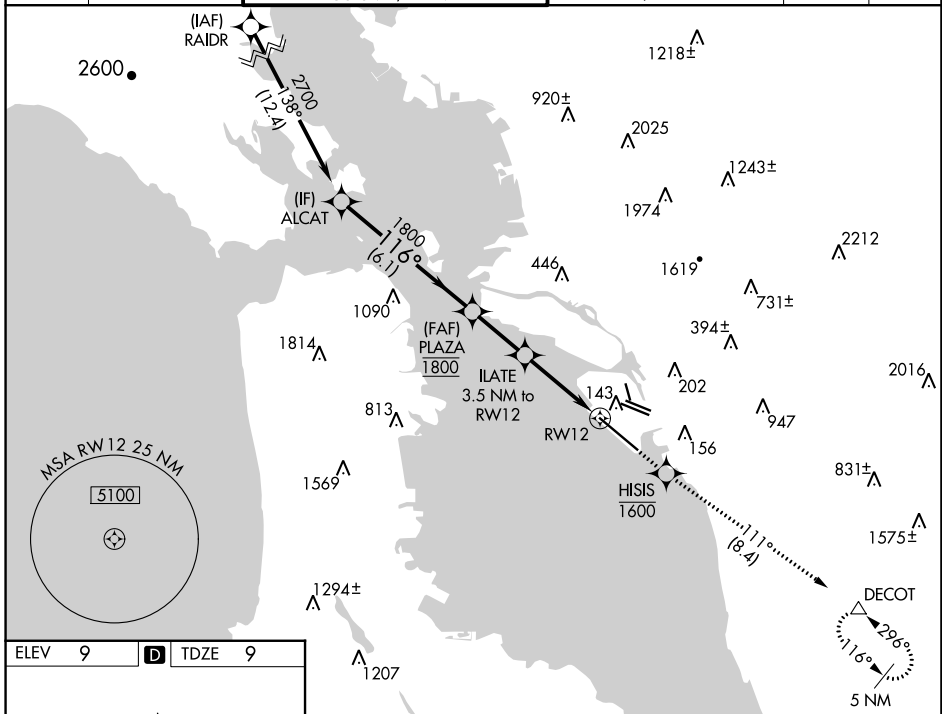 (IAF)
RAIDR
2600
2700
138°
(12.4)
1218±
920±
2025
1243±
1974
(IF)
ALCAT
1800
116°
(6.1)
446
1619
2212
731±
1090
(FAF)
PLAZA
1800
394±
1814
ILATE
3.5 NM to
RW12
143
202
2016
813
RW12
947
156
MSA RW12 25 NM
5100
1569
HISIS
1600
831±
111°
(8.4)
1575±
1294±
DECOT
296°
116°
5 NM
ELEV 9 D TDZE 9
1207